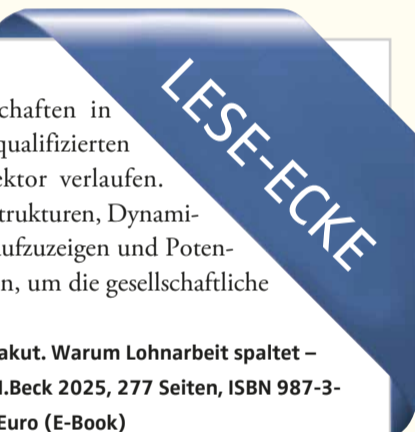 LESE-ECKE
chaften in
qualifizierten
ektor verlaufen.
trukturen, Dynami-
ufzuzeigen und Poten-
n, um die gesellschaftliche
akut. Warum Lohnarbeit spaltet –
.Beck 2025, 277 Seiten, ISBN 987-3-
Euro (E-Book)